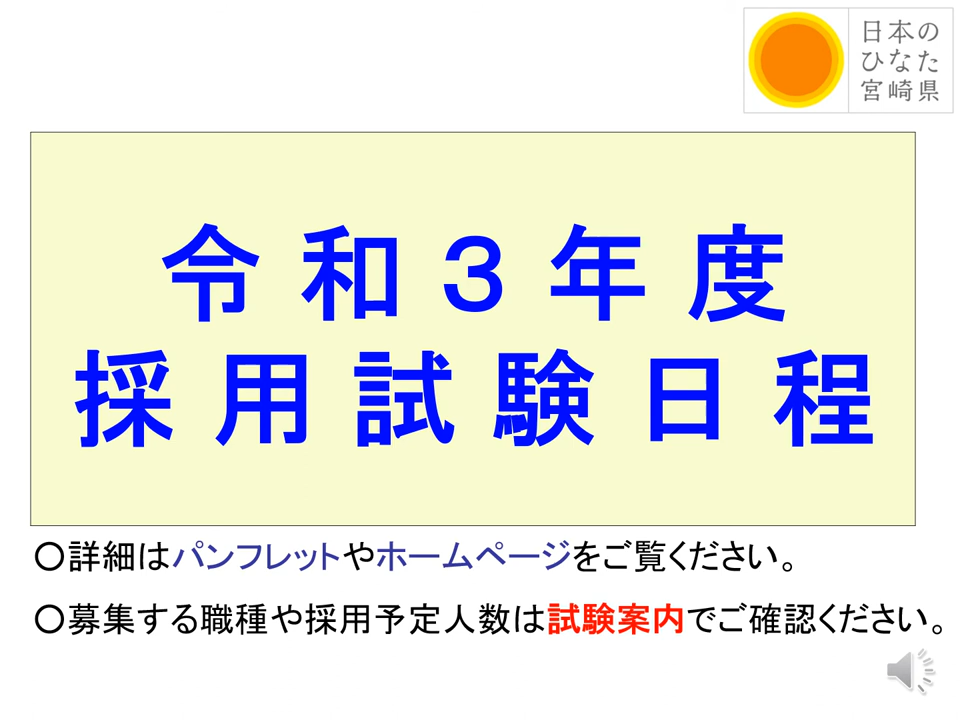 日本の
ひなた
宮崎県
令和３年度
採用試験日程
〇詳細はパンフレットやホームページをご覧ください。
〇募集する職種や採用予定人数は試験案内でご確認ください。